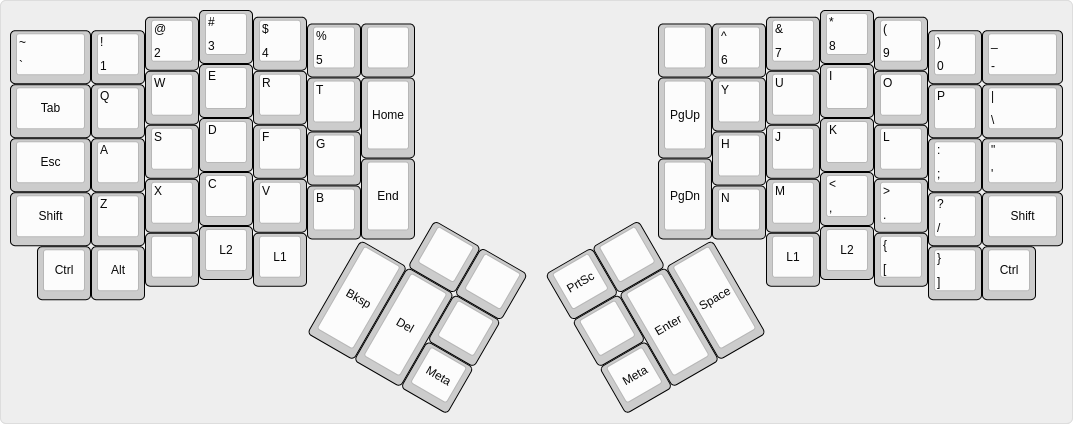 ~ ! @ # $ % ^ & * ( ) _
` 1 2 3 4 5 6 7 8 9 0 -
Tab Q W E R T Home PgUp Y U I O P |
\
Esc A S D F G H J K L : "
; '
Shift Z X C V B End PgDn N M < > ? Shift
, . /
Ctrl Alt L2 L1 L1 L2 { } Ctrl
[ ]
Bksp Del Meta
PrtSc Enter Space Meta